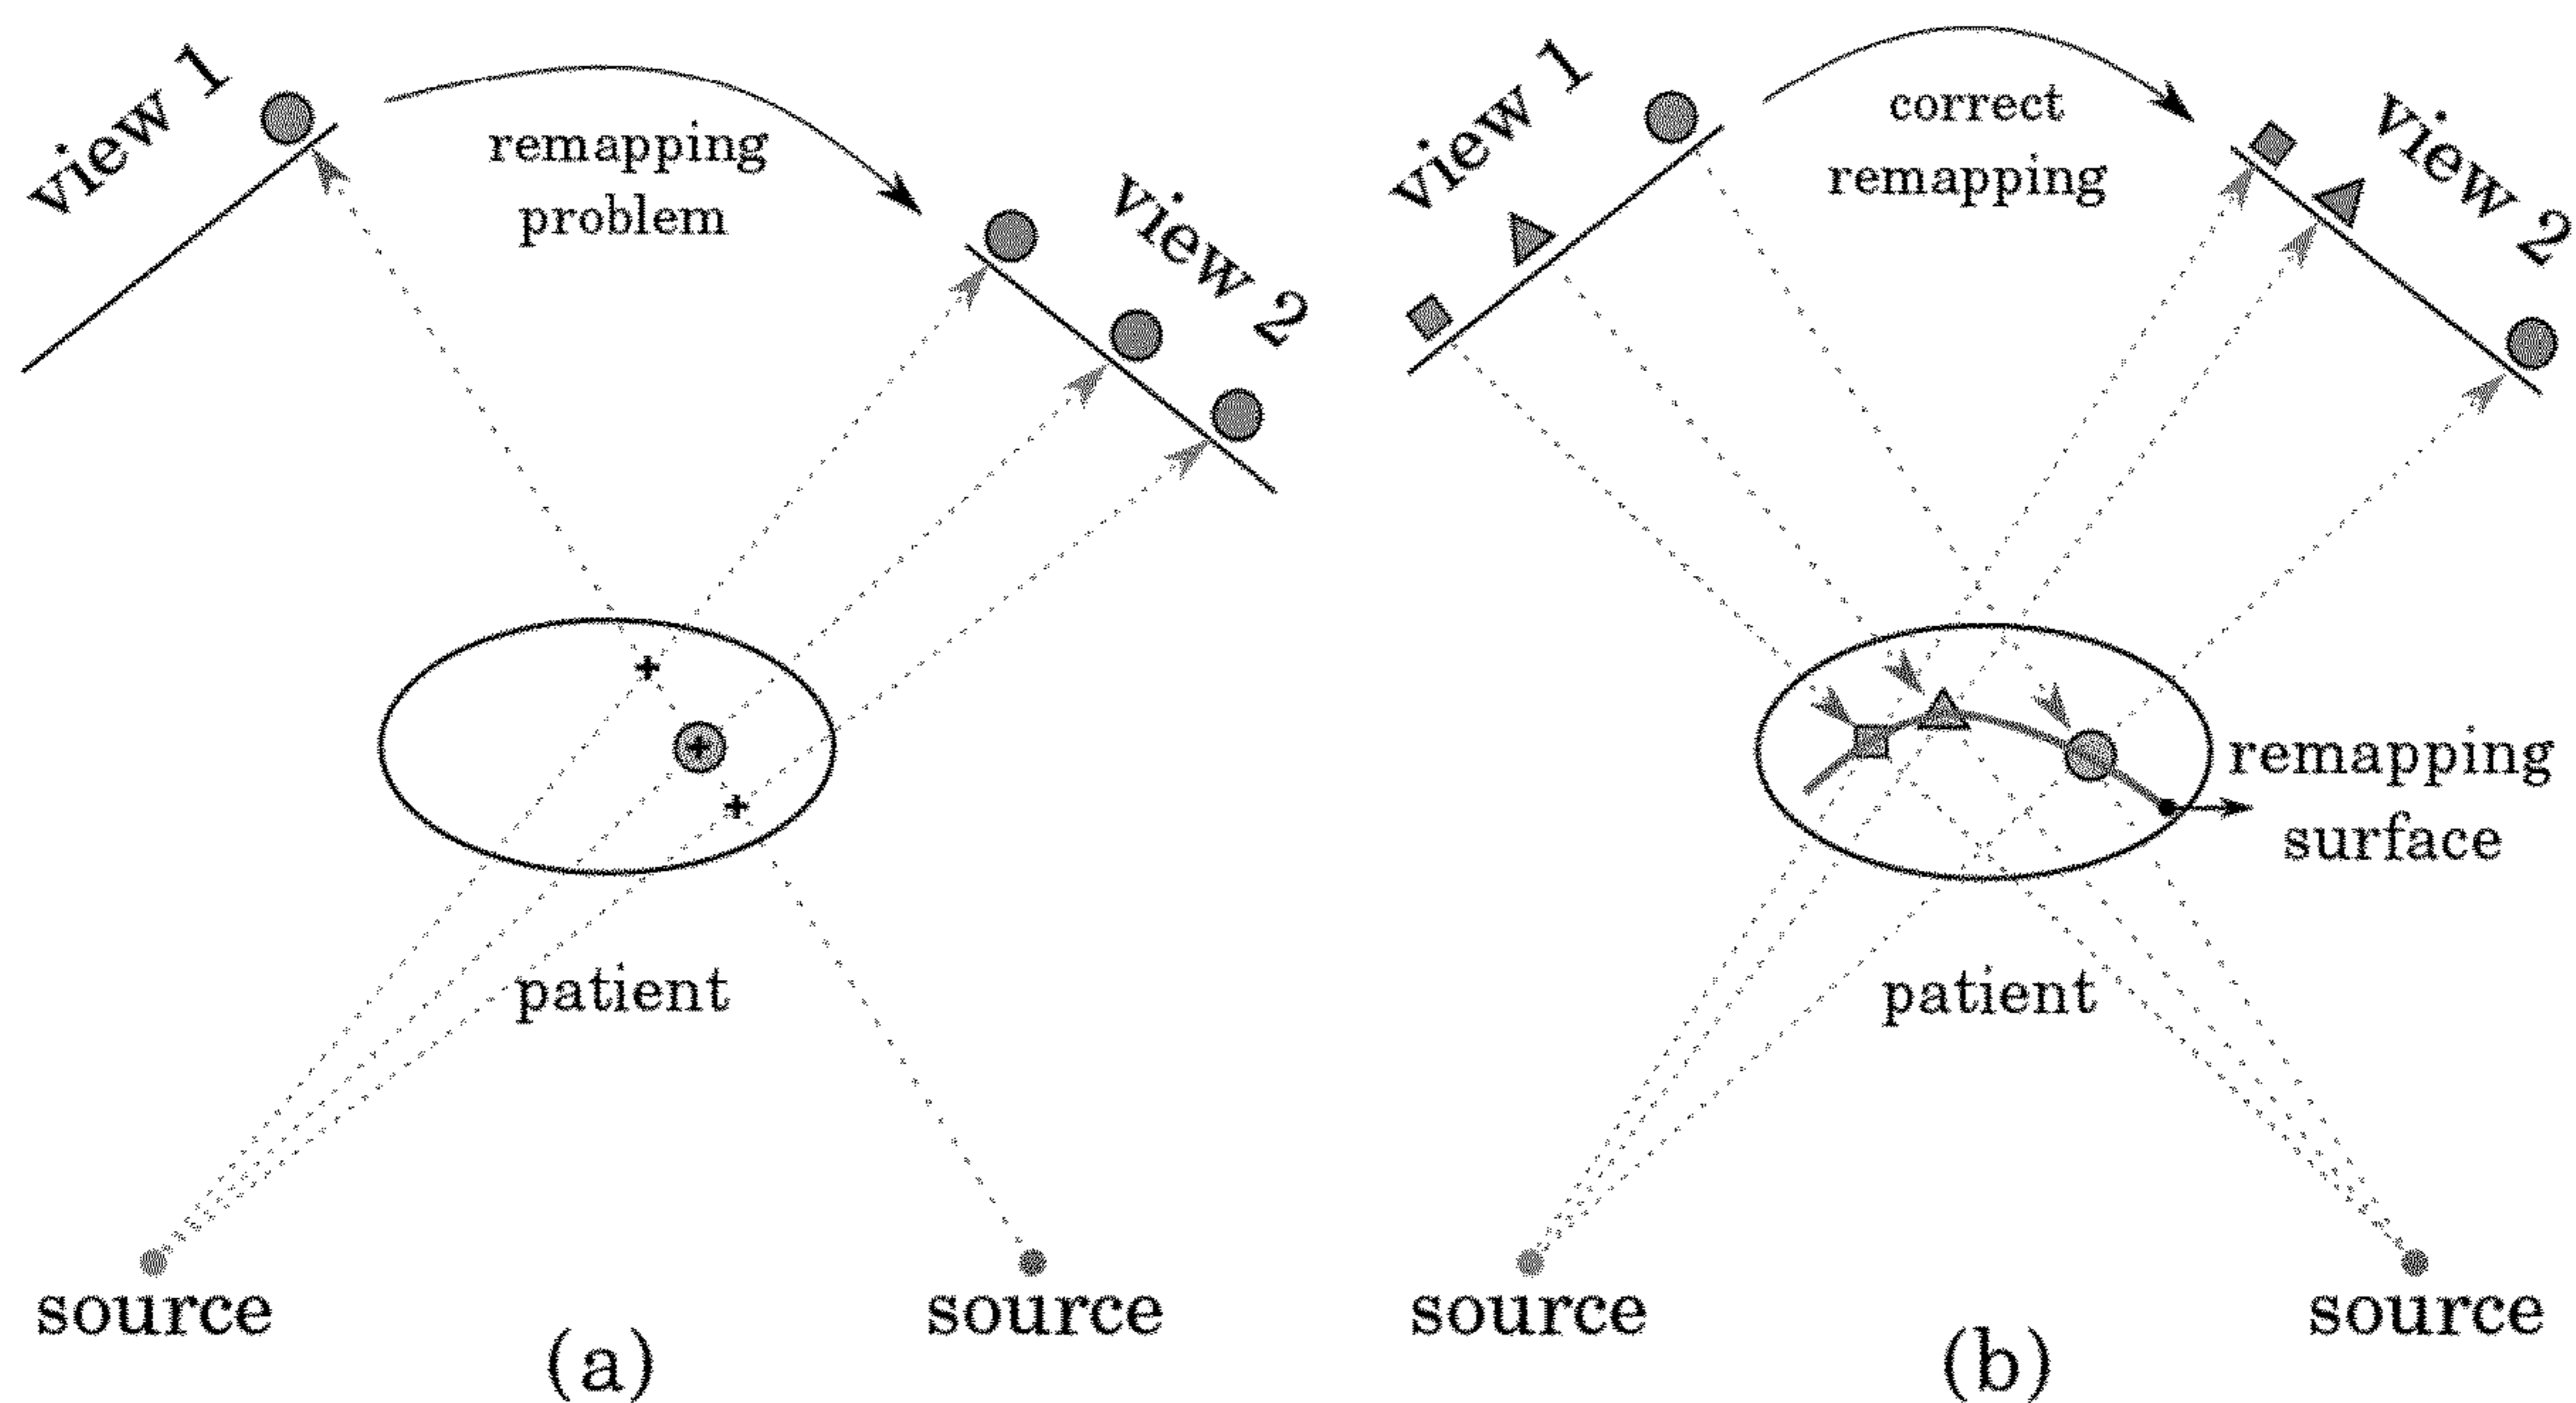 view 1
remapping
problem
view 2
patient
source
source
(a)
view 1
correct
remapping
view 2
remapping
surface
patient
source
source
(b)